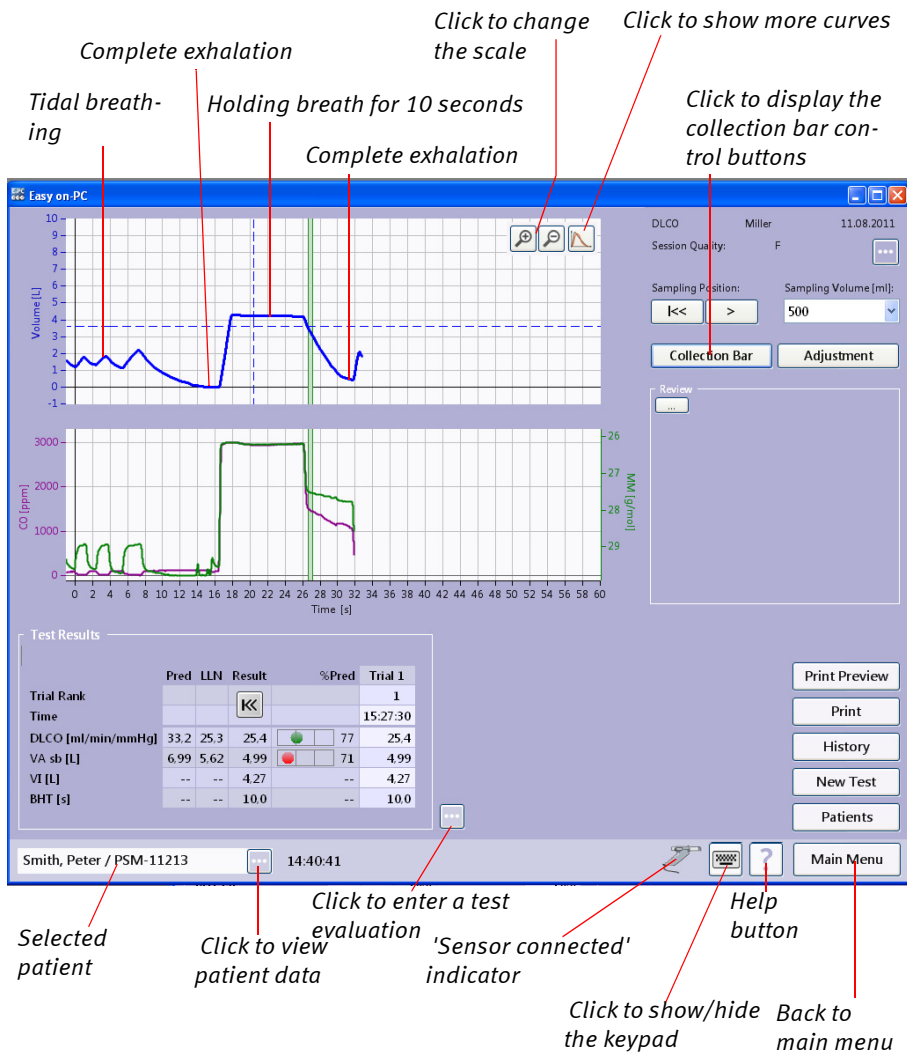 Click to change
the scale
Click to show more curves
Complete exhalation
Tidal breath-
ing
Holding breath for 10 seconds
Click to display the
collection bar con-
trol buttons
Complete exhalation
Easy on-PC
10
9
8
7
6
5
4
3
2
1
0
-1
Volume [L]
DLCO Miller 11.08.2011
Session Quality: F
...
Sampling Position: Sampling Volume [ml]:
I<< > 500
Collection Bar Adjustment
Review
...
3000
2000
1000
0
CO [ppm]
26
27
28
29
MM [g/mol]
0 2 4 6 8 10 12 14 16 18 20 22 24 26 28 30 32 34 36 38 40 42 44 46 48 50 52 54 56 58 60
Time [s]
Test Results
Pred LLN Result %Pred Trial 1
Trial Rank 1
Time 15:27:30
DLCO [ml/min/mmHg] 33,2 25,3 25,4 77 25,4
VA sb [L] 6,99 5,62 4,99 71 4,99
VI [L] -- -- 4,27 -- 4,27
BHT [s] -- -- 10,0 -- 10,0
...
Print Preview
Print
History
New Test
Patients
Smith, Peter / PSM-11213 ... 14:40:41 ? Main Menu
Selected
patient
Click to view
patient data
Click to enter a test
evaluation
'Sensor connected'
indicator
Help
button
Click to show/hide
the keypad
Back to
main menu